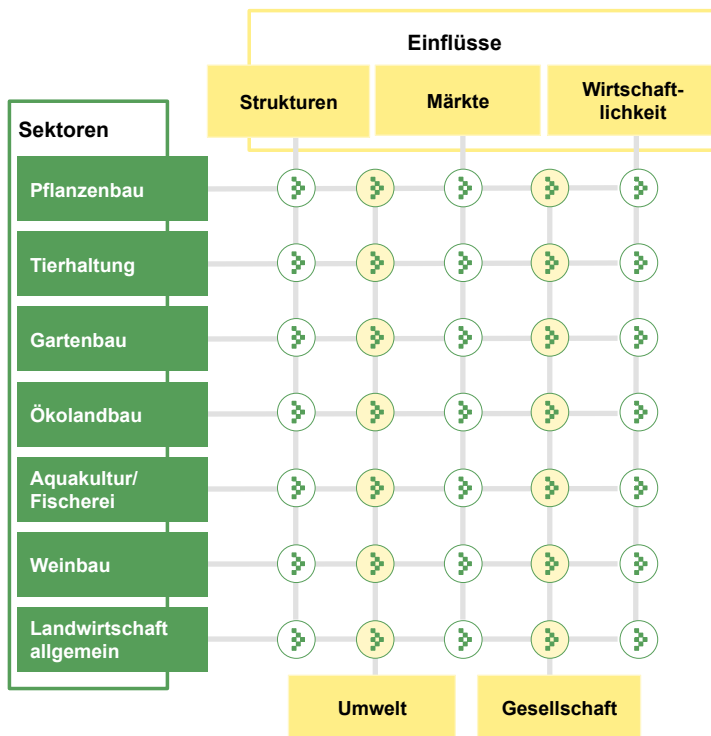 Einflüsse
Strukturen
Märkte
Wirtschaft-
lichkeit
Sektoren
Pflanzenbau
Tierhaltung
Gartenbau
Ökolandbau
Aquakultur/
Fischerei
Weinbau
Landwirtschaft
allgemein
Umwelt
Gesellschaft